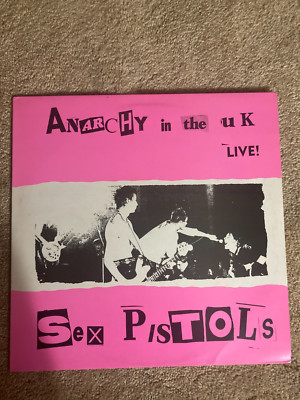 ANARCHY in the UK
LIVE!
Sex PISTOLS